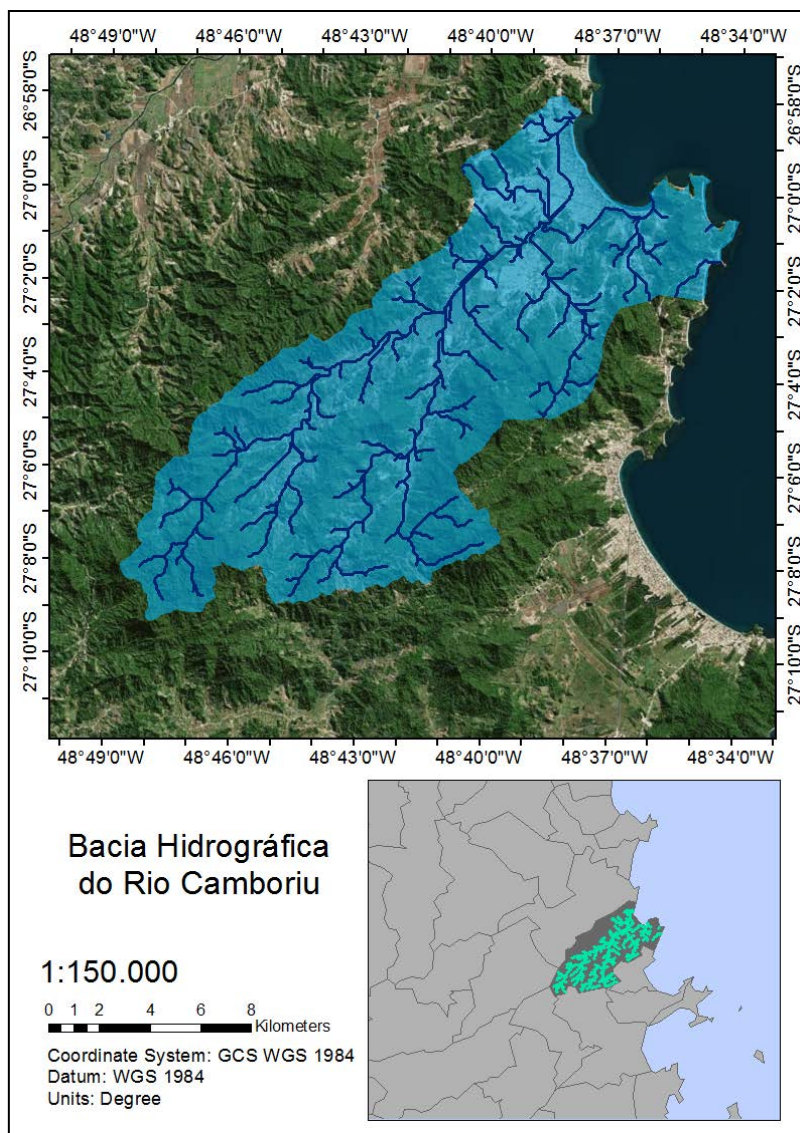 48°49'0"W 48°46'0"W 48°43'0"W 48°40'0"W 48°37'0"W 48°34'0"W
26°58'0"S
27°0'0"S
27°2'0"S
27°4'0"S
27°6'0"S
27°8'0"S
27°10'0"S
26°58'0"S
27°0'0"S
27°2'0"S
27°4'0"S
27°6'0"S
27°8'0"S
27°10'0"S
48°49'0"W 48°46'0"W 48°43'0"W 48°40'0"W 48°37'0"W 48°34'0"W
Bacia Hidrográfica
do Rio Camboriu
1:150.000
0 1 2 4 6 8
Kilometers
Coordinate System: GCS WGS 1984
Datum: WGS 1984
Units: Degree